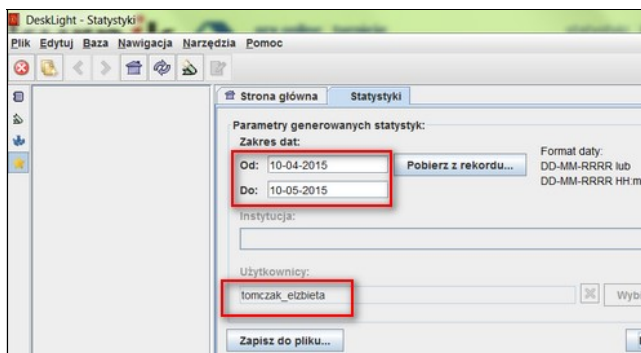 DeskLight - Statystyki
Plik Edytuj Baza Nawigacja Narzędzia Pomoc
Strona główna Statystyki
Parametry generowanych statystyk:
Zakres dat:
Od: 10-04-2015 Pobierz z rekordu... Format daty:
DD-MM-RRRR lub
Do: 10-05-2015 DD-MM-RRRR HH:m
Instytucja:
Użytkownicy:
tomczak_elzbieta Wybi
Zapisz do pliku...